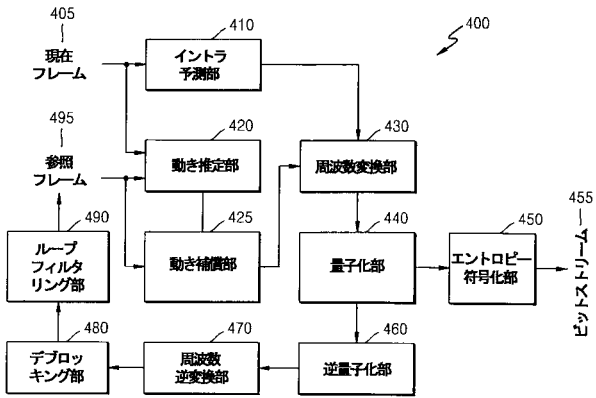 405
現在
フレーム
410
イントラ
予測部
400
495
参照
フレーム
420
動き推定部
430
周波数変換部
490
ループ
フィルタ
リング部
425
動き補償部
440
量子化部
450
エントロピー
符号化部
455
ビットストリーム
480
デブロッ
キング部
470
周波数
逆変換部
460
逆量子化部